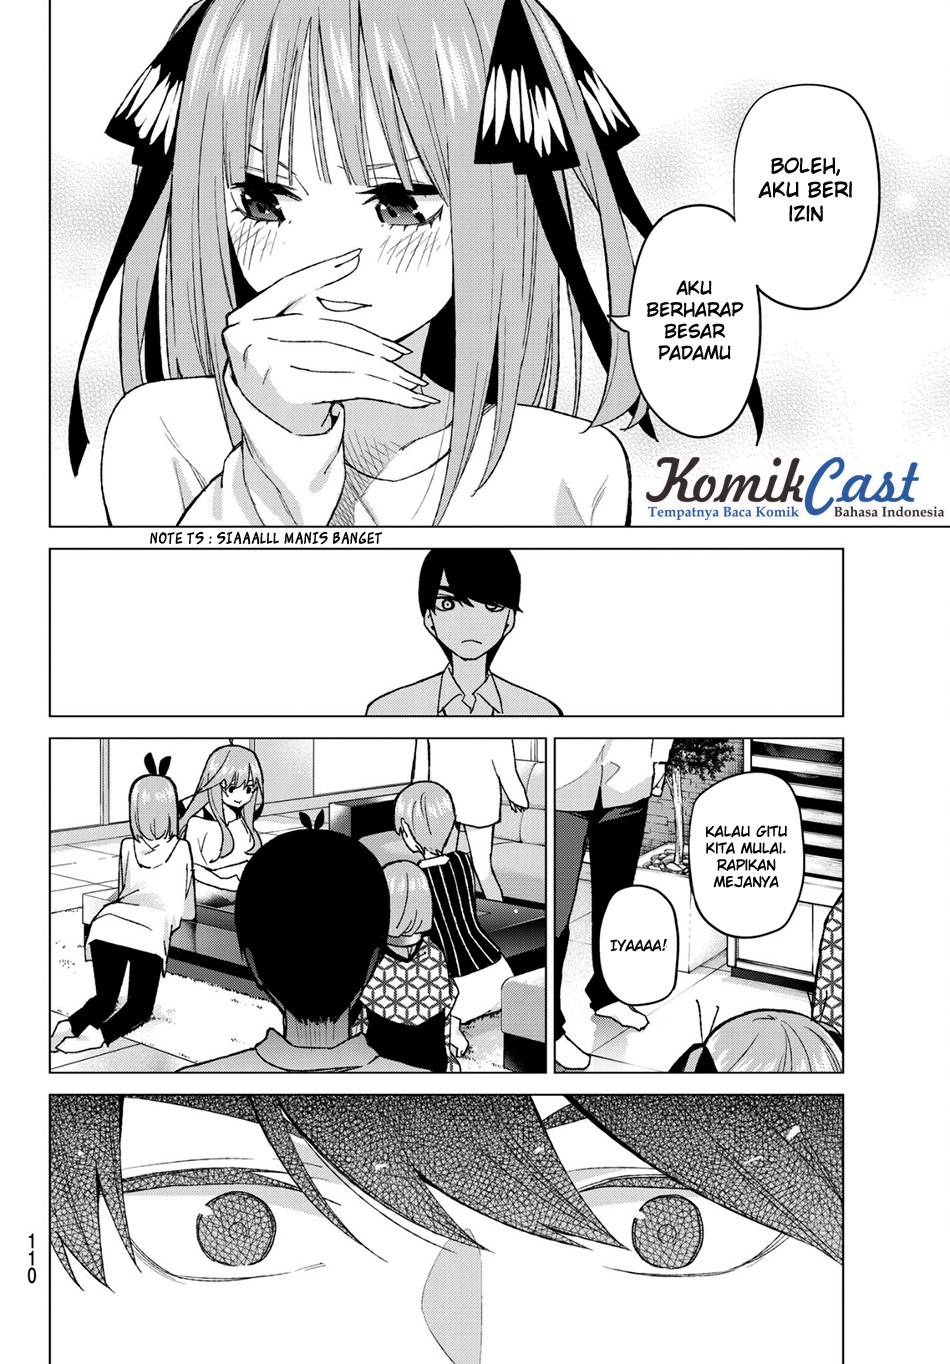 BOLEH,
AKU BERI
IZIN
AKU
BERHARAP
BESAR
PADAMU
KomikCast
Tempatnya Baca Komik Bahasa Indonesia
NOTE TS : SIAAALLL MANIS BANGET
KALAU GITU
KITA MULAI.
RAPIKAN
MEJANYA
IYAAAA!
110